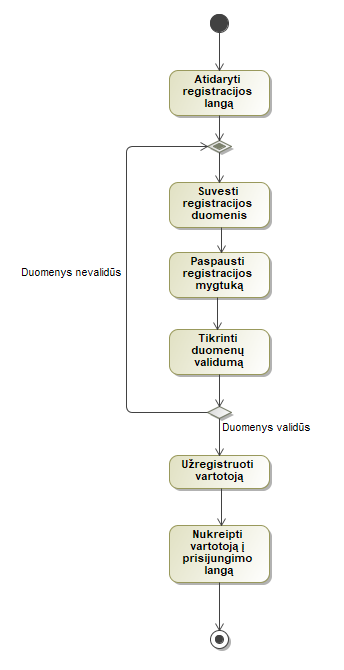 Atidaryti
registracijos
langą
Suvesti
registracijos
duomenis
Duomenys nevalidūs
Paspausti
registracijos
mygtuką
Tikrinti
duomenų
validumą
Duomenys validūs
Užregistruoti
vartotoją
Nukreipti
vartotoją į
prisijungimo
langą